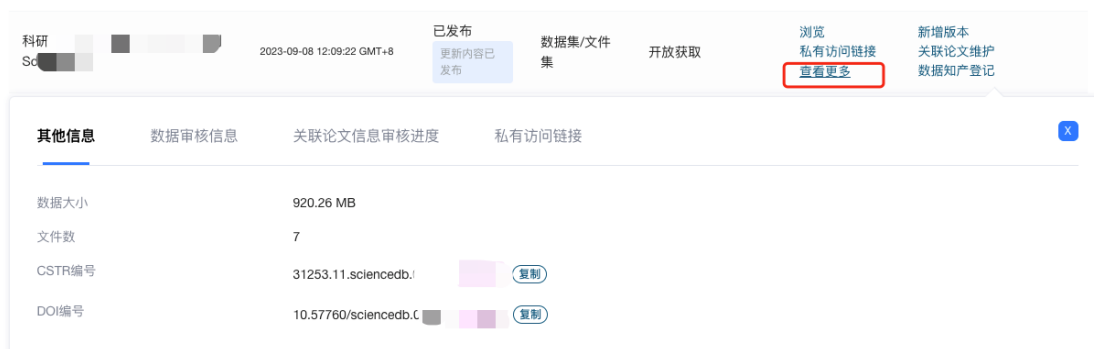 科研
2023-09-08 12:09:22 GMT+8
已发布
更新内容已
发布
数据集/文件
集
开放获取
浏览
私有访问链接
查看更多
新增版本
关联论文维护
数据知产登记
其他信息 数据审核信息 关联论文信息审核进度 私有访问链接 X
数据大小 920.26 MB
文件数 7
CSTR编号 31253.11.sciencedb. 复制
DOI编号 10.57760/sciencedb. 复制